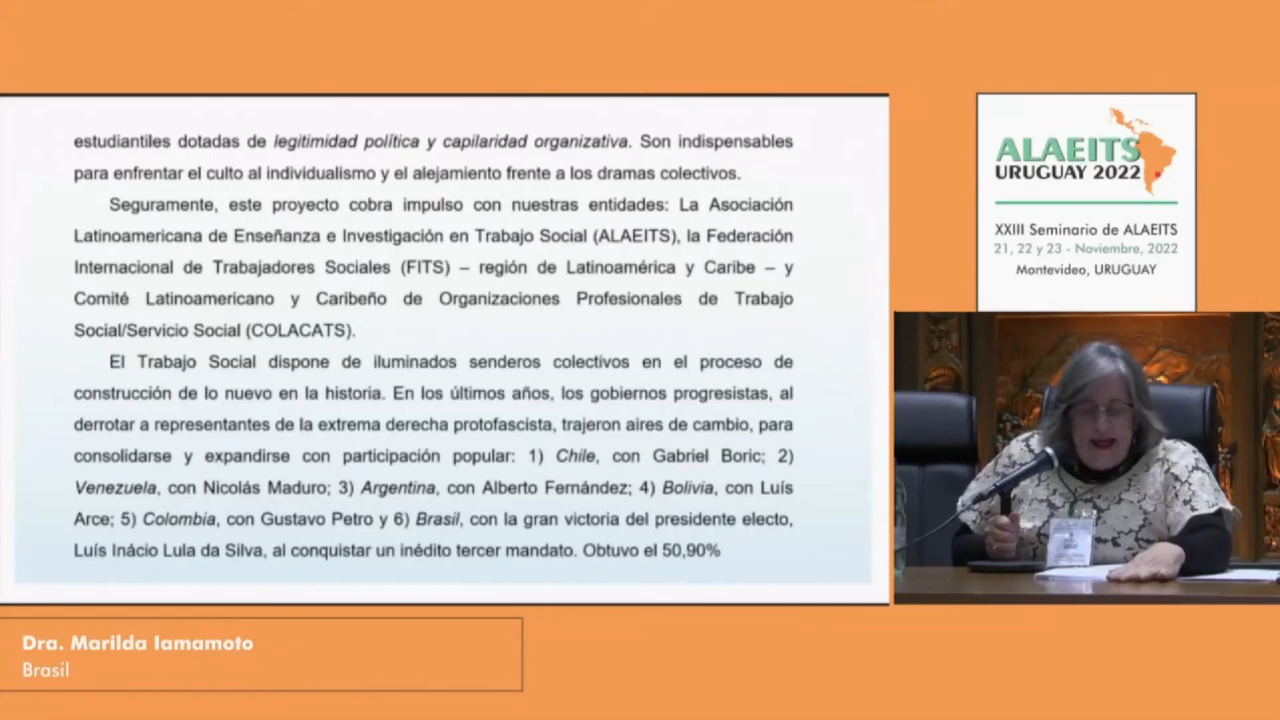 estudiantiles dotadas de legitimidad política y capilaridad organizativa. Son indispensables
para enfrentar el culto al individualismo y el alejamiento frente a los dramas colectivos.
Seguramente, este proyecto cobra impulso con nuestras entidades: La Asociación
Latinoamericana de Enseñanza e Investigación en Trabajo Social (ALAEITS), la Federación
Internacional de Trabajadores Sociales (FITS) – región de Latinoamérica y Caribe – y
Comité Latinoamericano y Caribeño de Organizaciones Profesionales de Trabajo
Social/Servicio Social (COLACATS).
El Trabajo Social dispone de iluminados senderos colectivos en el proceso de
construcción de lo nuevo en la historia. En los últimos años, los gobiernos progresistas, al
derrotar a representantes de la extrema derecha protofascista, trajeron aires de cambio, para
consolidarse y expandirse con participación popular: 1) Chile, con Gabriel Boric; 2)
Venezuela, con Nicolás Maduro; 3) Argentina, con Alberto Fernández; 4) Bolivia, con Luís
Arce; 5) Colombia, con Gustavo Petro y 6) Brasil, con la gran victoria del presidente electo,
Luís Inácio Lula da Silva, al conquistar un inédito tercer mandato. Obtuvo el 50,90%
ALAEITS
URUGUAY 2022
XXIII Seminario de ALAEITS
21, 22 y 23 - Noviembre, 2022
Montevideo, URUGUAY
Dra. Marilda Iamamoto
Brasil